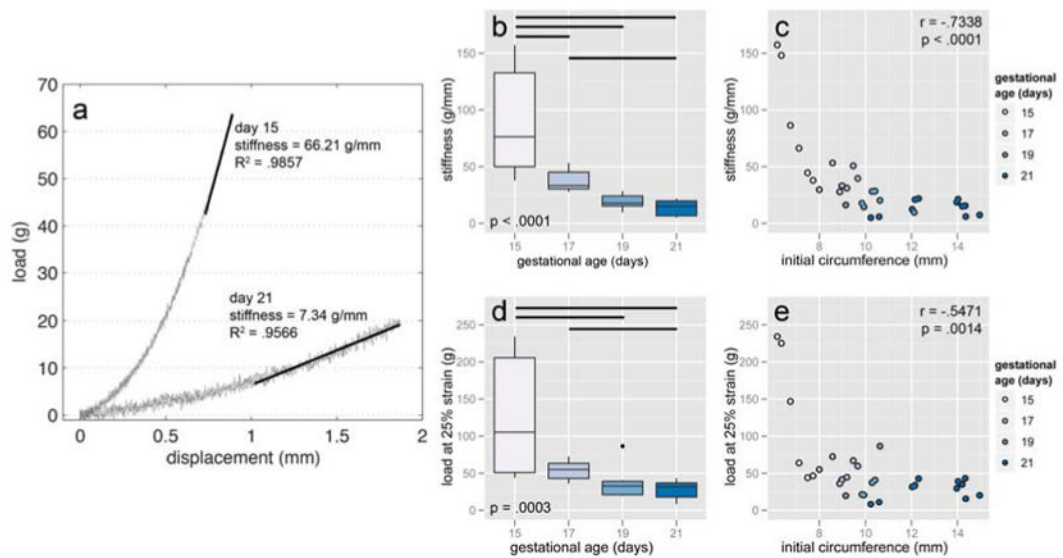 a
70
60
50
40
30
20
10
0
load (g)
day 15
stiffness = 66.21 g/mm
R² = .9857
day 21
stiffness = 7.34 g/mm
R² = .9566
0 0.5 1 1.5 2
displacement (mm)
b
150
100
50
0
stiffness (g/mm)
p < .0001
15 17 19 21
gestational age (days)
c
r = -.7338
p < .0001
150
100
50
0
stiffness (g/mm)
8 10 12 14
initial circumference (mm)
gestational
age (days)
15
17
19
21
d
250
200
150
100
50
0
load at 25% strain (g)
p = .0003
15 17 19 21
gestational age (days)
e
r = -.5471
p = .0014
250
200
150
100
50
0
load at 25% strain (g)
8 10 12 14
initial circumference (mm)
gestational
age (days)
15
17
19
21